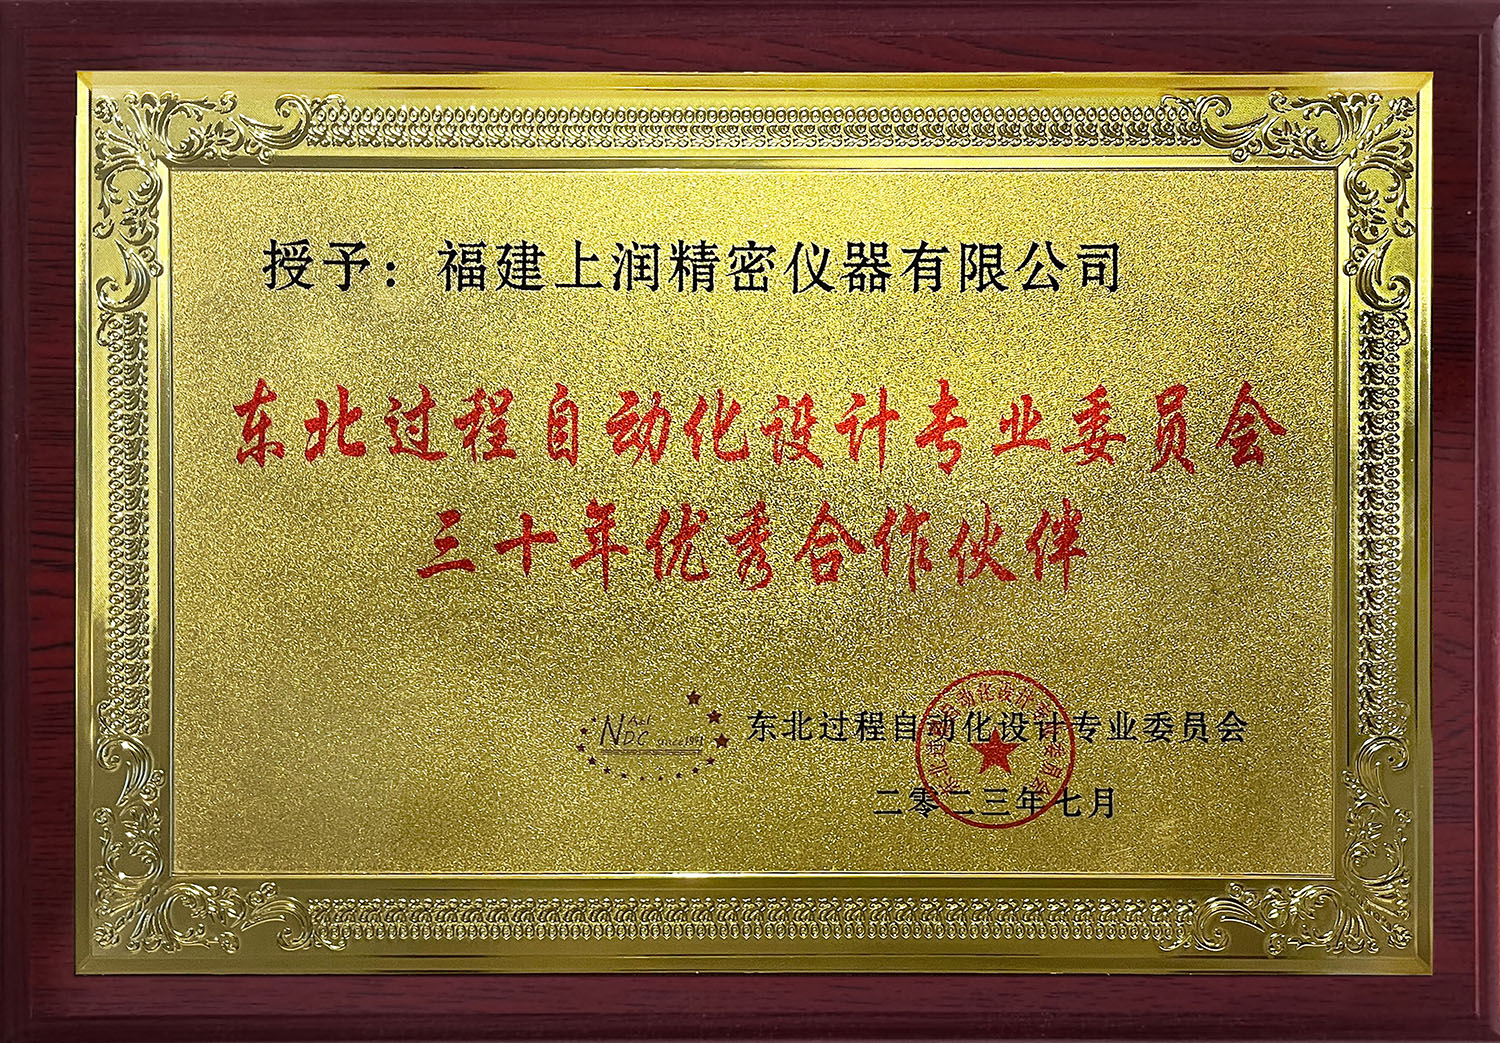 授予：福建上润精密仪器有限公司
东北过程自动化设计专业委员会
三十年优秀合作伙伴
NDC since 1991
东北过程自动化设计专业委员会
二零二三年七月